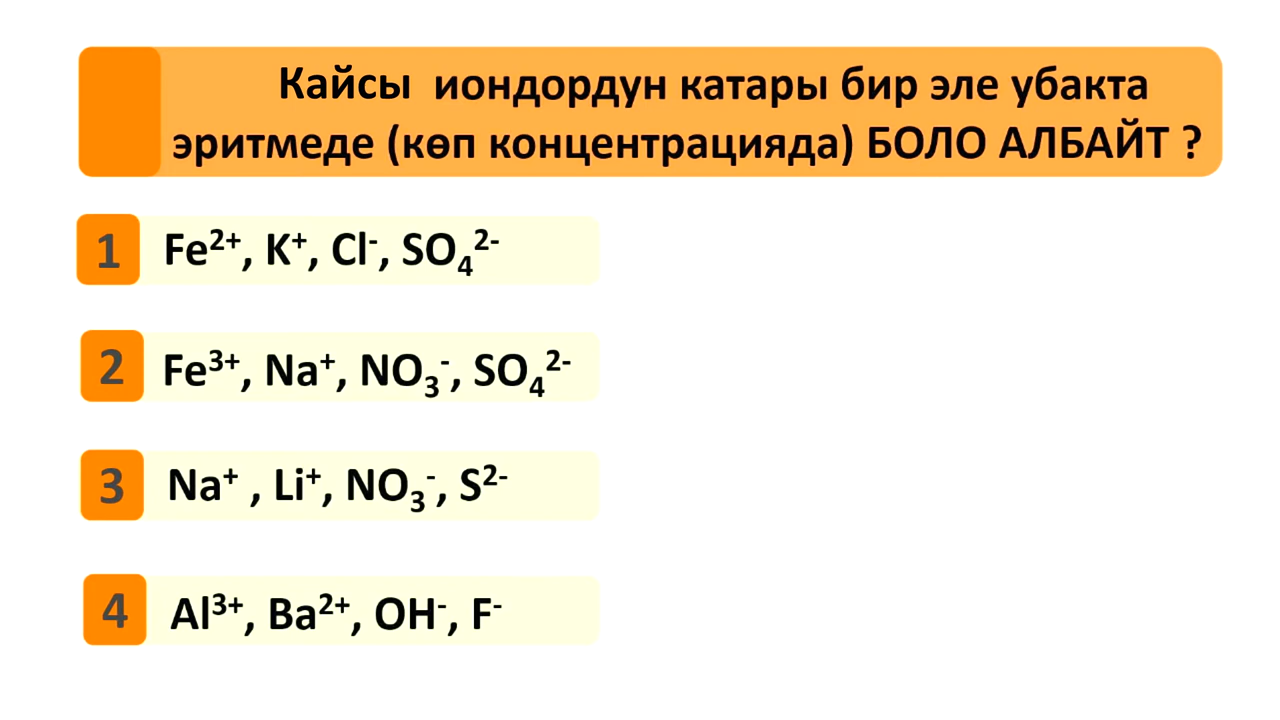 Кайсы иондордун катары бир эле убакта
эритмеде (көп концентрацияда) БОЛО АЛБАЙТ ?
1 Fe²⁺, K⁺, Cl⁻, SO₄²⁻
2 Fe³⁺, Na⁺, NO₃⁻, SO₄²⁻
3 Na⁺ , Li⁺, NO₃⁻, S²⁻
4 Al³⁺, Ba²⁺, OH⁻, F⁻